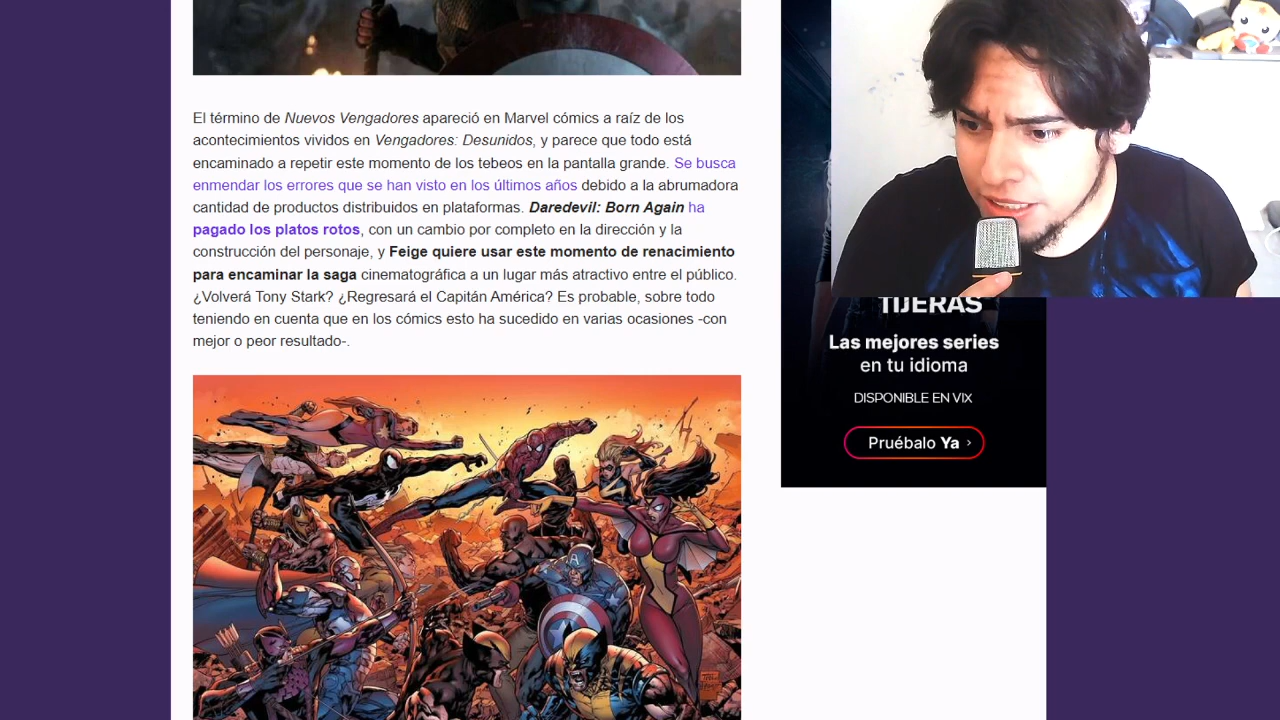 El término de Nuevos Vengadores apareció en Marvel cómics a raíz de los
acontecimientos vividos en Vengadores: Desunidos, y parece que todo está
encaminado a repetir este momento de los tebeos en la pantalla grande. Se busca
enmendar los errores que se han visto en los últimos años debido a la abrumadora
cantidad de productos distribuidos en plataformas. Daredevil: Born Again ha
pagado los platos rotos, con un cambio por completo en la dirección y la
construcción del personaje, y Feige quiere usar este momento de renacimiento
para encaminar la saga cinematográfica a un lugar más atractivo entre el público.
¿Volverá Tony Stark? ¿Regresará el Capitán América? Es probable, sobre todo
teniendo en cuenta que en los cómics esto ha sucedido en varias ocasiones -con
mejor o peor resultado-.
TIJERAS
Las mejores series
en tu idioma
DISPONIBLE EN VIX
Pruébalo Ya ›